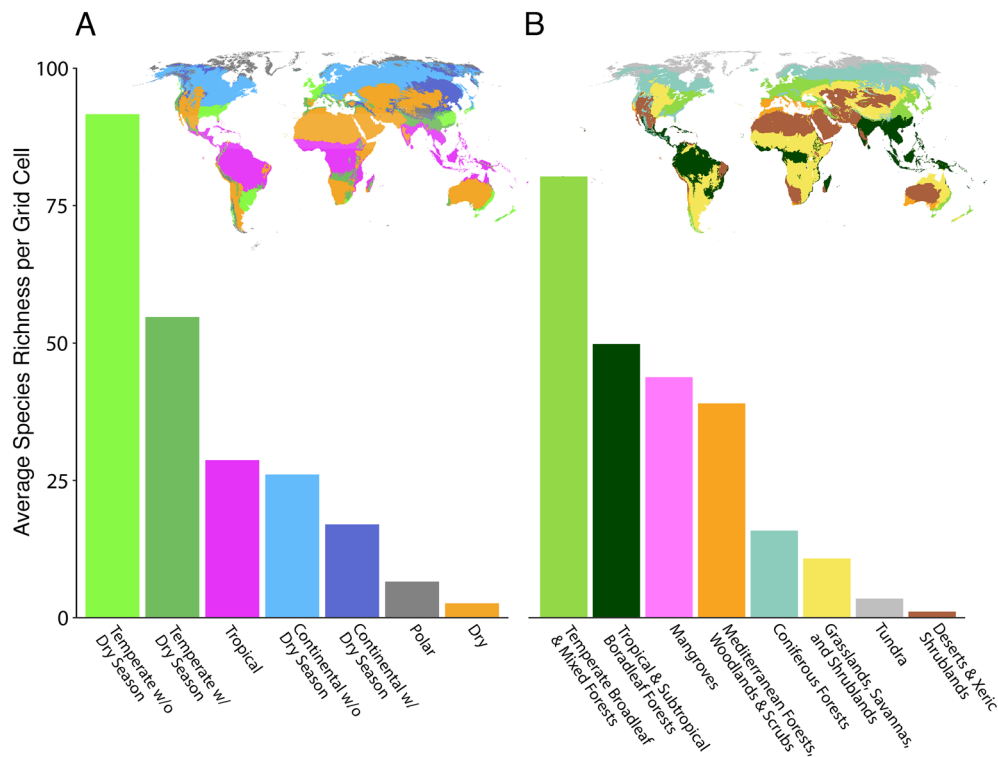 A
B
Average Species Richness per Grid Cell
100
75
50
25
0
Temperate w/o
Dry Season
Temperate w/
Dry Season
Tropical
Continental w/o
Dry Season
Continental w/
Dry Season
Polar
Dry
Temperate Broadleaf
& Mixed Forests
Tropical & Subtropical
Boradleaf Forests
Mangroves
Mediterranean Forests,
Woodlands & Scrubs
Coniferous Forests
Grasslands, Savannas,
and Shrublands
Tundra
Deserts & Xeric
Shrublands